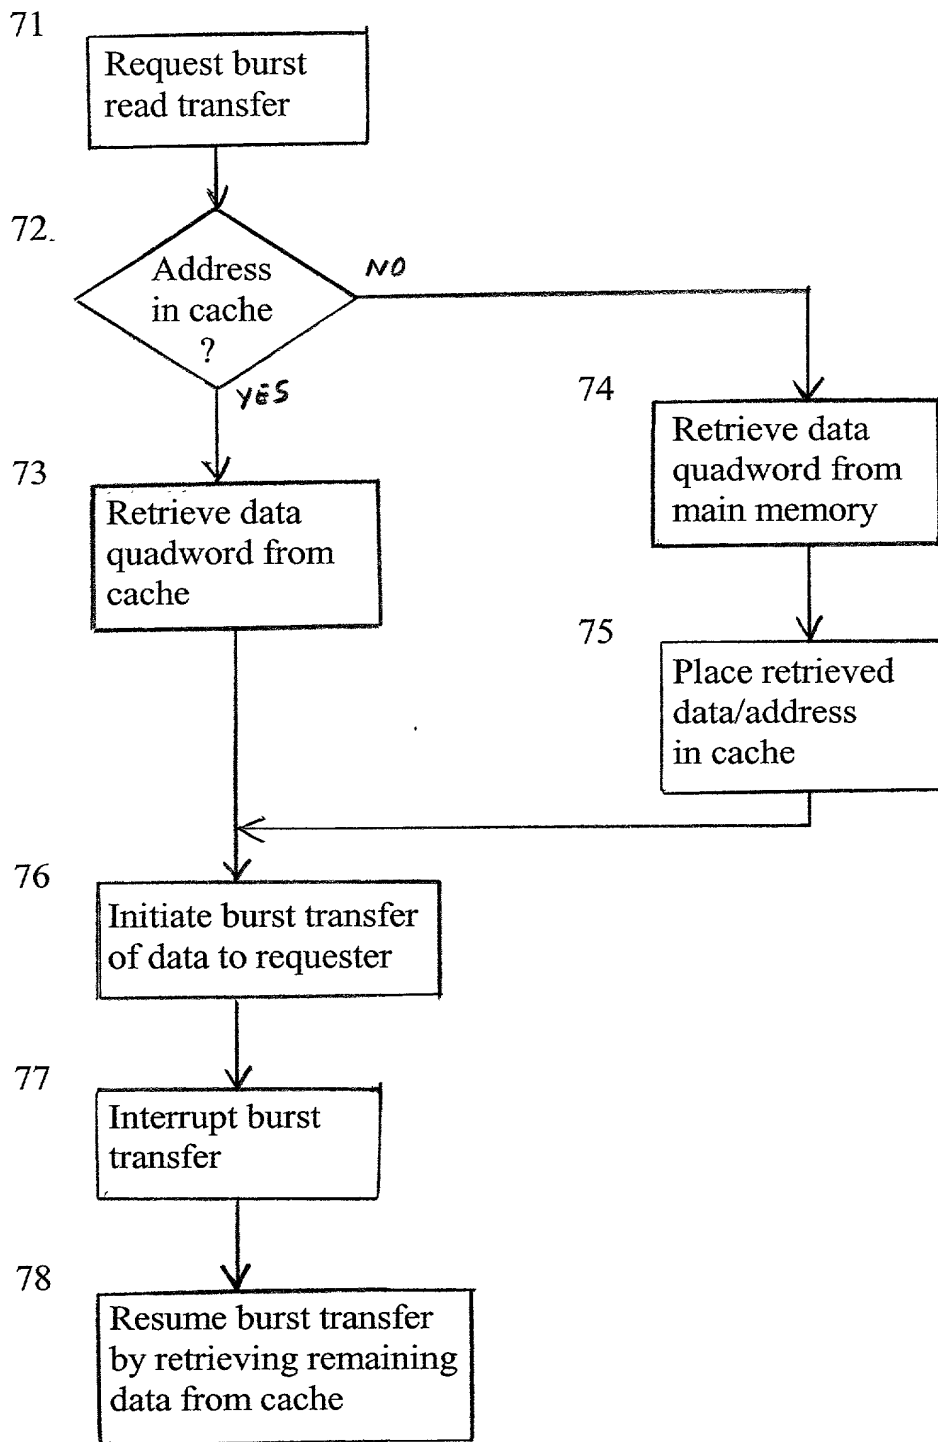 71
Request burst
read transfer
72
Address
in cache
?
NO
YES
73
Retrieve data
quadword from
cache
74
Retrieve data
quadword from
main memory
75
Place retrieved
data/address
in cache
76
Initiate burst transfer
of data to requester
77
Interrupt burst
transfer
78
Resume burst transfer
by retrieving remaining
data from cache